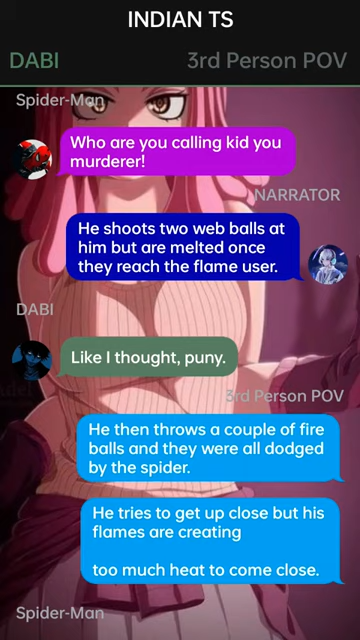 INDIAN TS
DABI
3rd Person POV
Spider-Man
Who are you calling kid you
murderer!
NARRATOR
He shoots two web balls at
him but are melted once
they reach the flame user.
DABI
Like I thought, puny.
3rd Person POV
He then throws a couple of fire
balls and they were all dodged
by the spider.
He tries to get up close but his
flames are creating
too much heat to come close.
Spider-Man